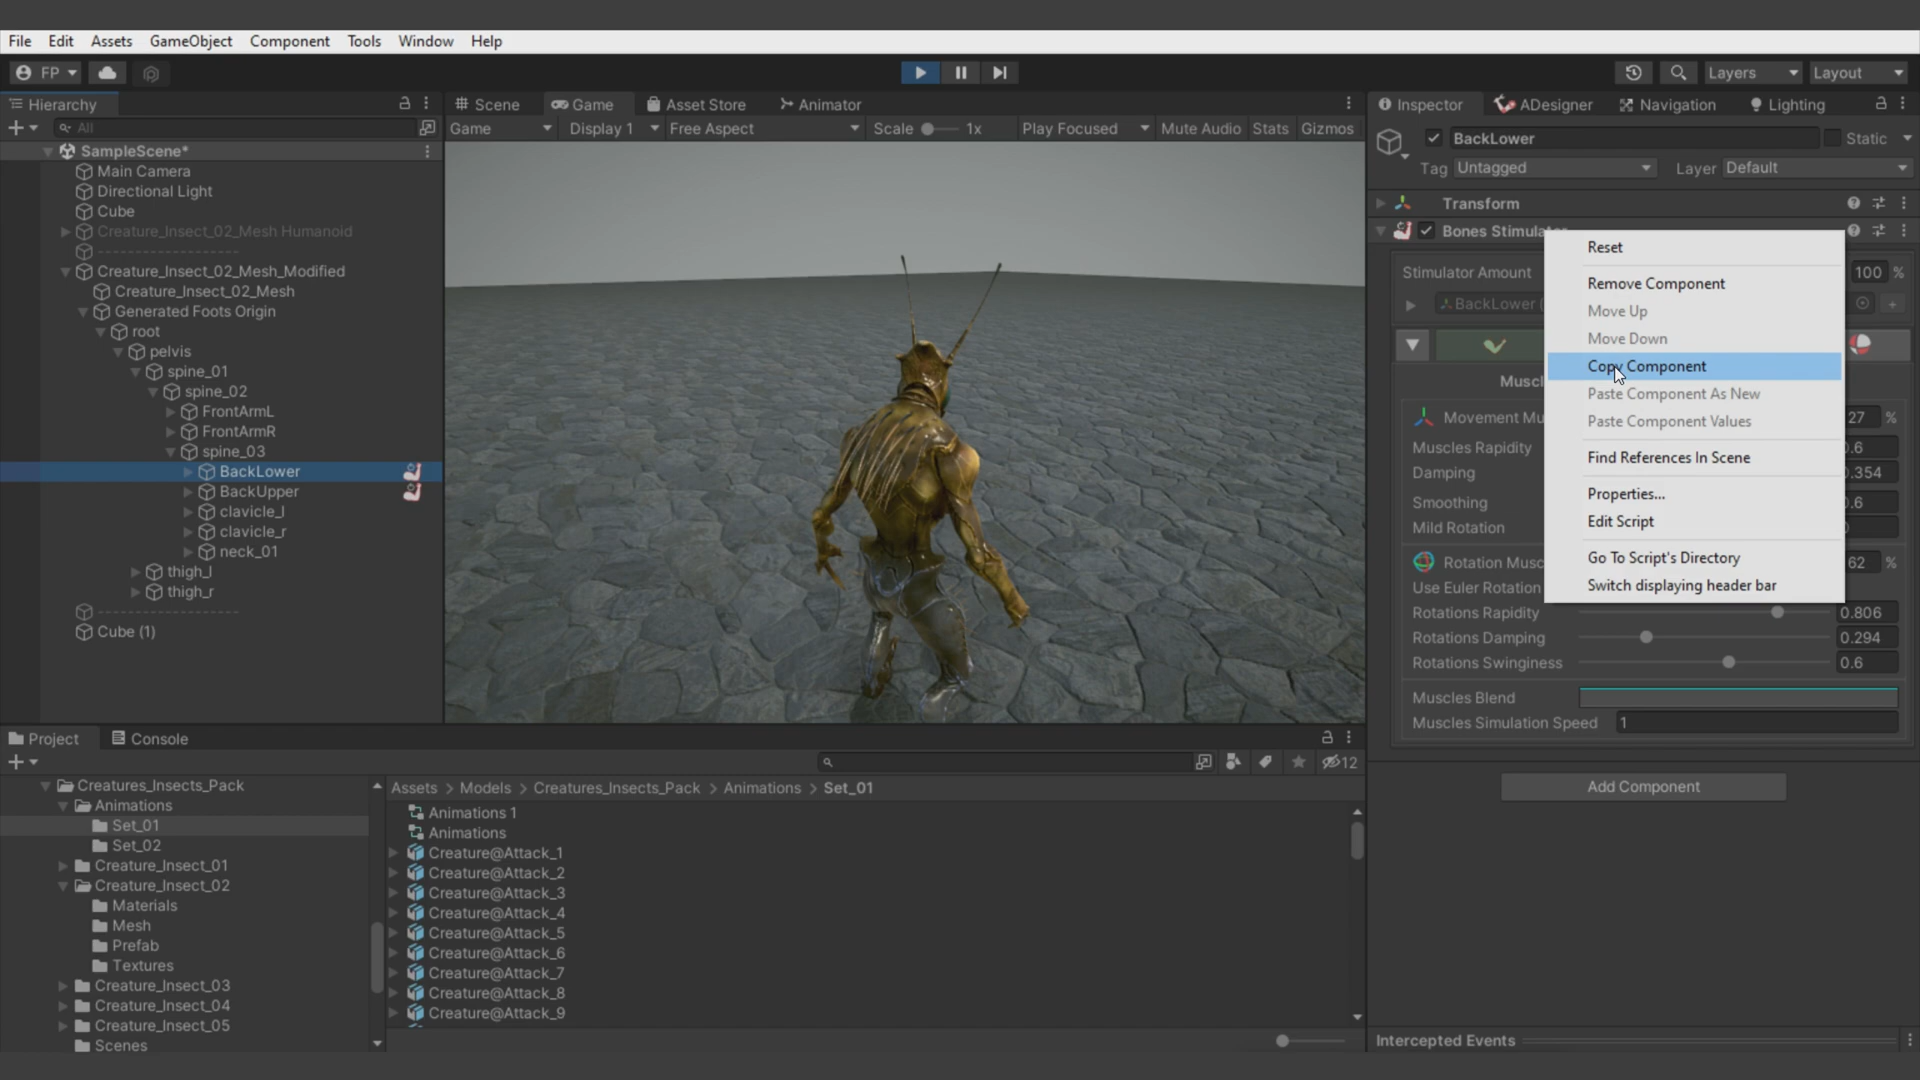 File Edit Assets GameObject Component Tools Window Help
FP Layers Layout
Hierarchy
All
SampleScene*
Main Camera
Directional Light
Cube
Creature_Insect_02_Mesh Humanoid
--------------------
Creature_Insect_02_Mesh_Modified
Creature_Insect_02_Mesh
Generated Foots Origin
root
pelvis
spine_01
spine_02
FrontArmL
FrontArmR
spine_03
BackLower
BackUpper
clavicle_l
clavicle_r
neck_01
thigh_l
thigh_r
--------------------
Cube (1)
Scene Game Asset Store Animator
Game Display 1 Free Aspect Scale 1x Play Focused Mute Audio Stats Gizmos
Inspector ADesigner Navigation Lighting
BackLower Static
Tag Untagged Layer Default
Transform
Bones Stimulator
Stimulator Amount 100 %
BackLower (
Movement Mu 27 %
Muscles Rapidity 0.6
Damping 0.354
Smoothing 0.6
Mild Rotation
Rotation Musc 62 %
Use Euler Rotation
Rotations Rapidity 0.806
Rotations Damping 0.294
Rotations Swinginess 0.6
Muscles Blend
Muscles Simulation Speed 1
Add Component
Intercepted Events
Reset
Remove Component
Move Up
Move Down
Copy Component
Paste Component As New
Paste Component Values
Find References In Scene
Properties...
Edit Script
Go To Script's Directory
Switch displaying header bar
Project Console
12
Creatures_Insects_Pack
Animations
Set_01
Set_02
Creature_Insect_01
Creature_Insect_02
Materials
Mesh
Prefab
Textures
Creature_Insect_03
Creature_Insect_04
Creature_Insect_05
Scenes
Assets > Models > Creatures_Insects_Pack > Animations > Set_01
Animations 1
Animations
Creature@Attack_1
Creature@Attack_2
Creature@Attack_3
Creature@Attack_4
Creature@Attack_5
Creature@Attack_6
Creature@Attack_7
Creature@Attack_8
Creature@Attack_9